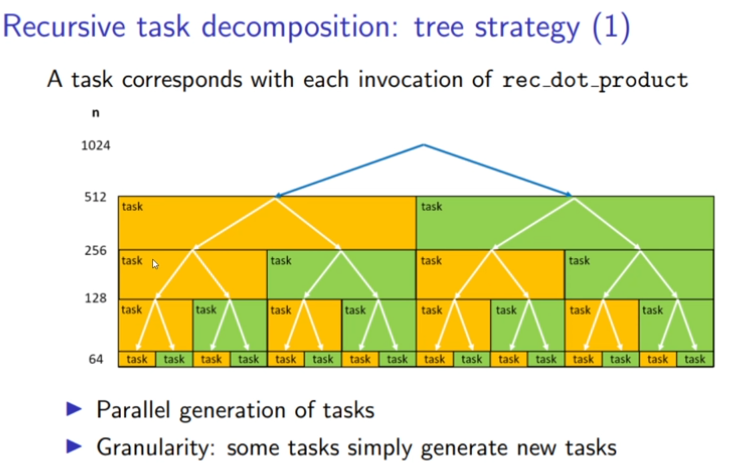 Recursive task decomposition: tree strategy (1)
A task corresponds with each invocation of rec_dot_product
n
1024
512
task task
256
task task task task
128
task task task task task task task task
64 task task task task task task task task task task task task task task task task
▶ Parallel generation of tasks
▶ Granularity: some tasks simply generate new tasks